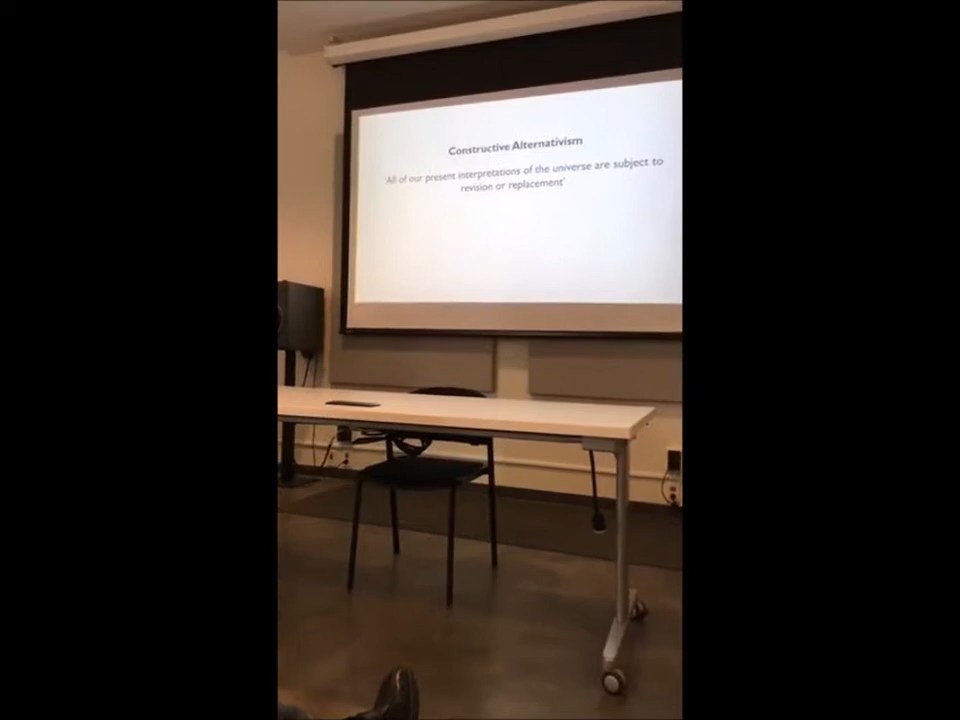 Constructive Alternativism
'All of our present interpretations of the universe are subject to
revision or replacement'